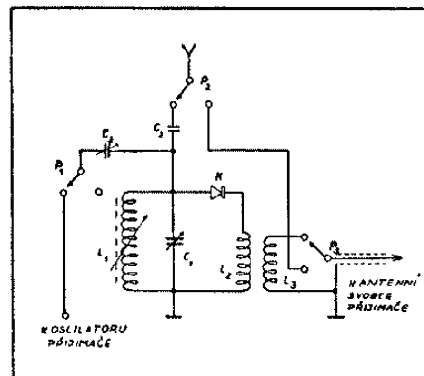 P2
C3
C2
P1
K
L1
C1
L2
L3
P3
K ANTENNÍ
SVORCE
PŘIJÍMAČE
K OSCILÁTORU
PŘIJÍMAČE